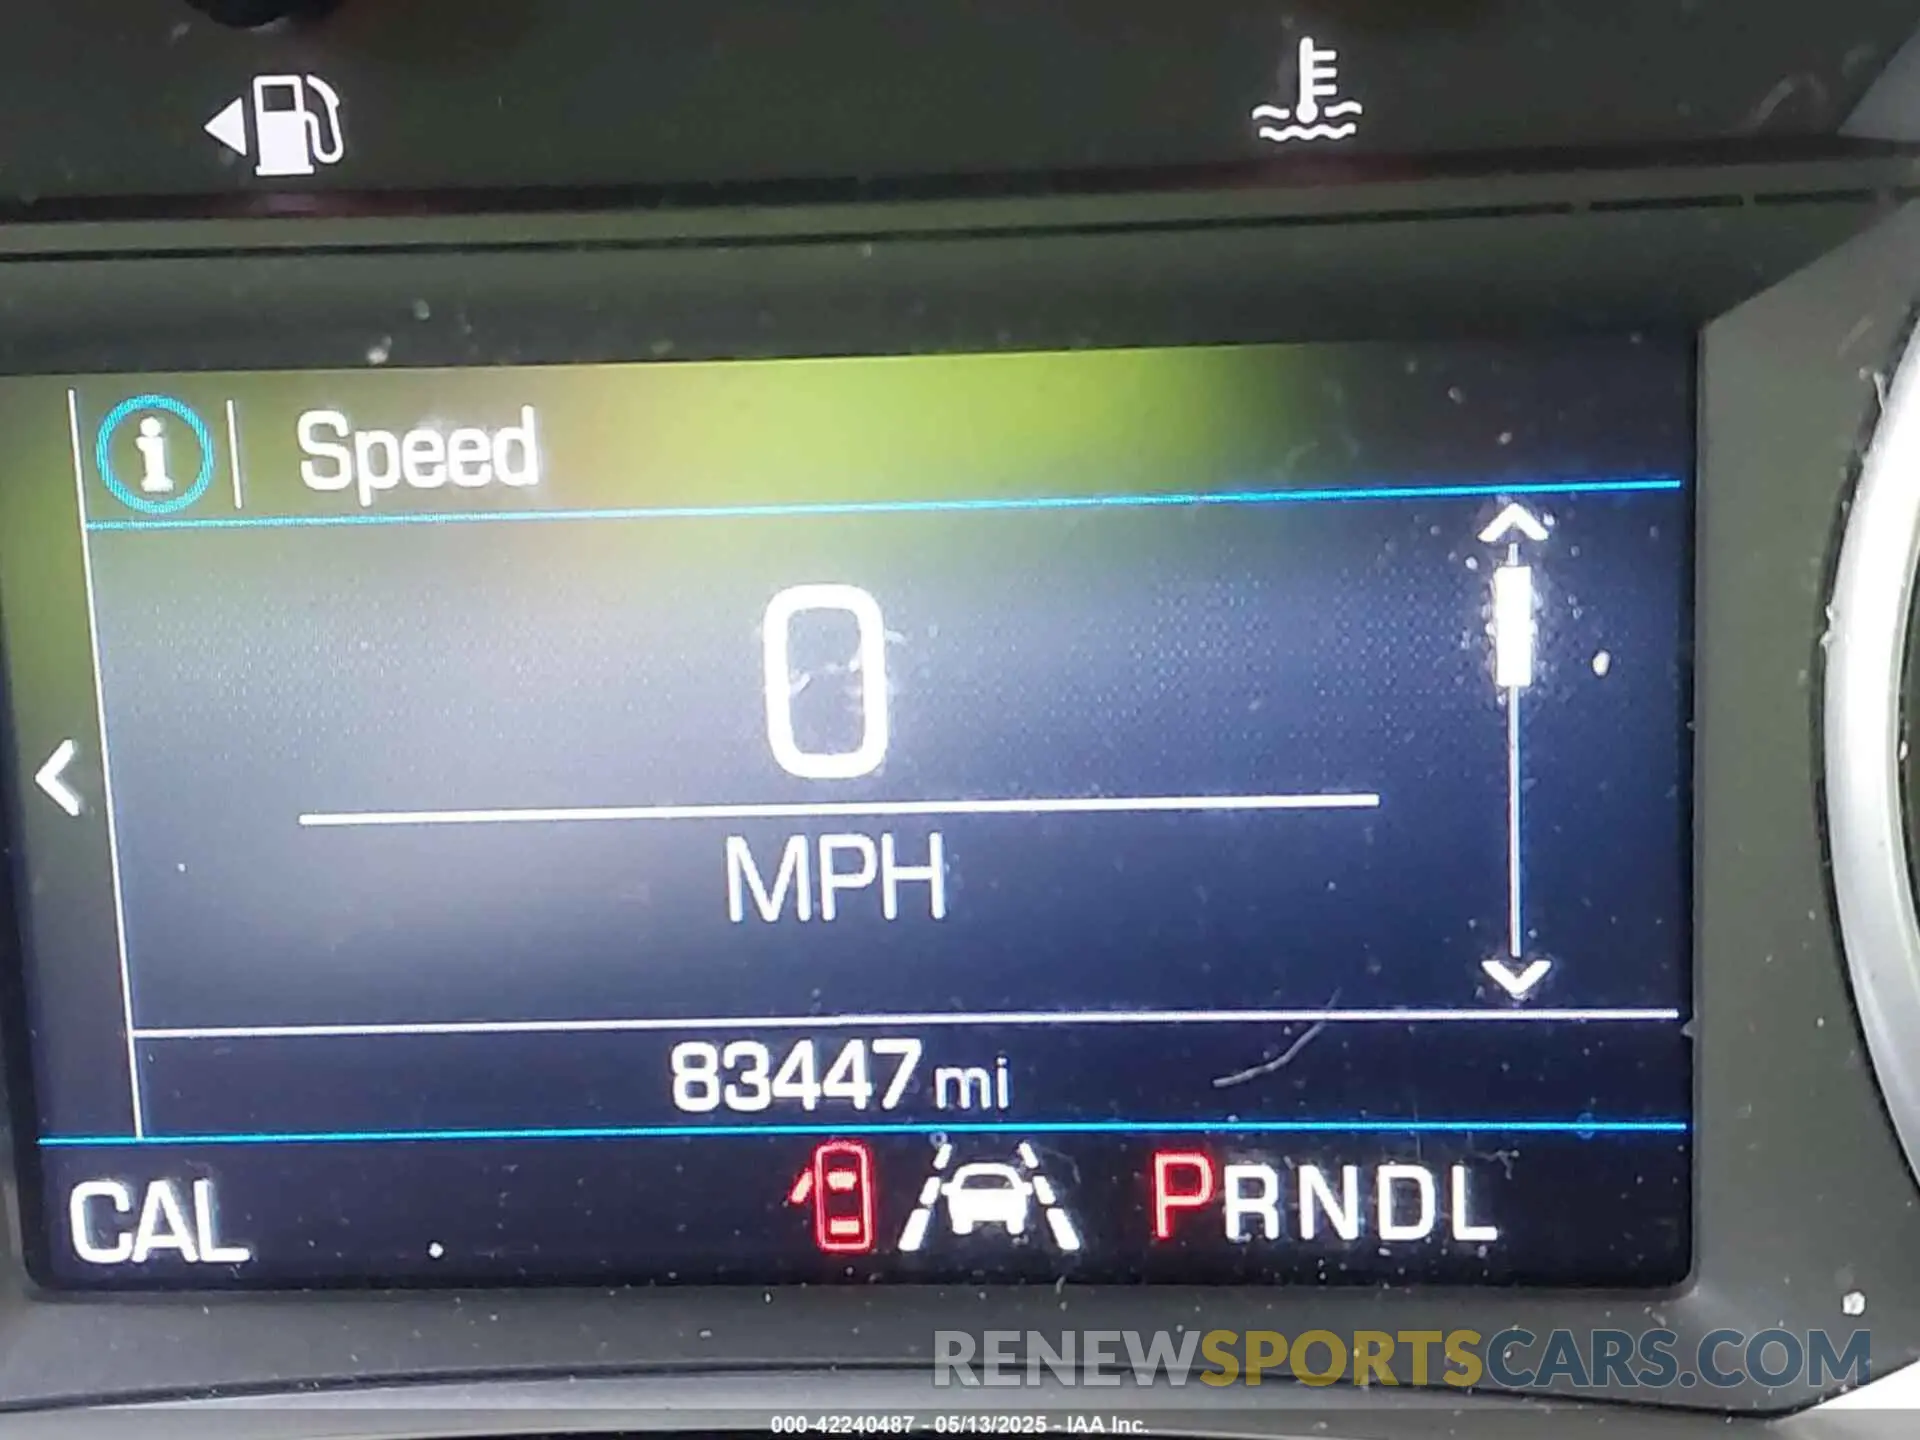 Speed
0
MPH
83447 mi
CAL
PRNDL
RENEWSPORTSCARS.COM
000-42240487 - 05/13/2025 - IAA Inc.